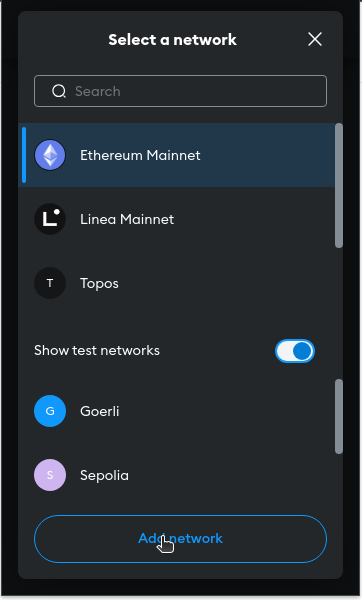 Select a network
Search
Ethereum Mainnet
Linea Mainnet
T
Topos
Show test networks
G
Goerli
S
Sepolia
Add network